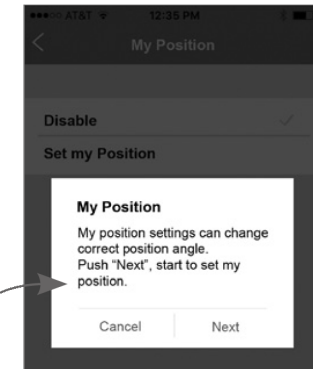 AT&T 12:35 PM
My Position
Disable
Set my Position
My Position
My position settings can change
correct position angle.
Push “Next”, start to set my
position.
Cancel Next